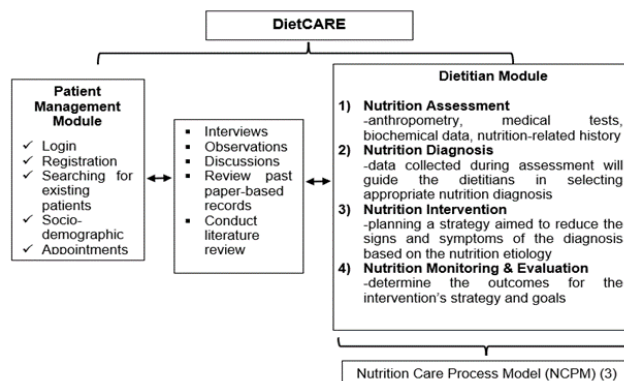 DietCARE
Patient
Management
Module
✓ Login
✓ Registration
✓ Searching for
existing
patients
✓ Socio-
demographic
✓ Appointments
▪ Interviews
▪ Observations
▪ Discussions
▪ Review past
paper-based
records
▪ Conduct
literature
review
Dietitian Module
1) Nutrition Assessment
-anthropometry, medical tests,
biochemical data, nutrition-related history
2) Nutrition Diagnosis
-data collected during assessment will
guide the dietitians in selecting
appropriate nutrition diagnosis
3) Nutrition Intervention
-planning a strategy aimed to reduce the
signs and symptoms of the diagnosis
based on the nutrition etiology
4) Nutrition Monitoring & Evaluation
-determine the outcomes for the
intervention's strategy and goals
Nutrition Care Process Model (NCPM) (3)